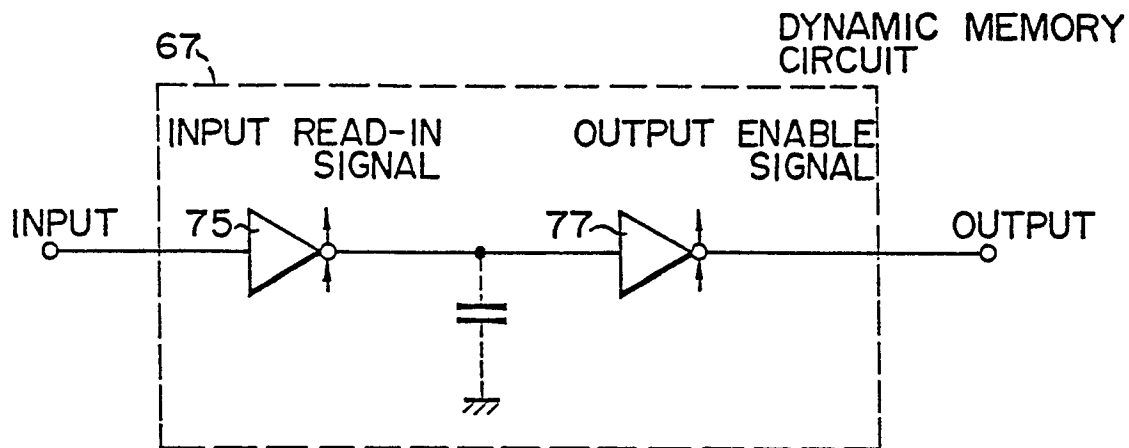 DYNAMIC MEMORY
CIRCUIT
67
INPUT READ-IN
SIGNAL
OUTPUT ENABLE
SIGNAL
INPUT
75
77
OUTPUT